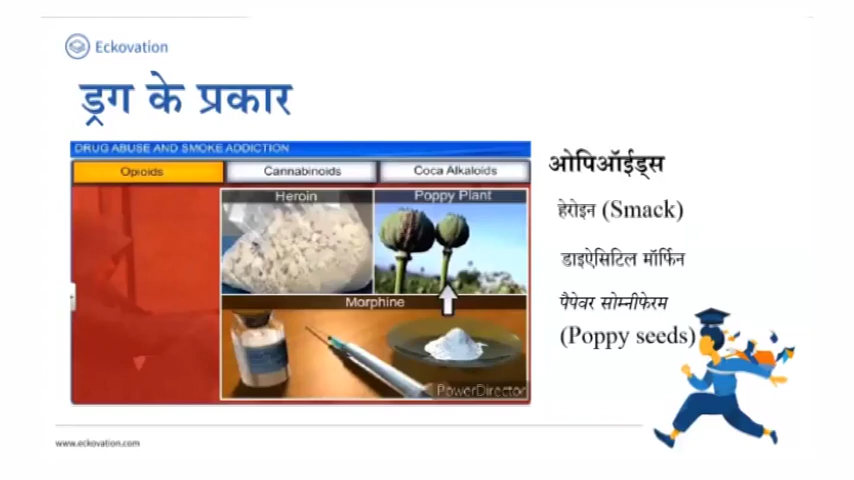 Eckovation
ड्रग के प्रकार
DRUG ABUSE AND SMOKE ADDICTION
Opioids
Cannabinoids
Coca Alkaloids
Heroin
Poppy Plant
Morphine
PowerDirector
ओपिऑईड्स
हेरोइन (Smack)
डाइऐसिटिल मॉर्फिन
पैपेवर सोम्नीफेरम
(Poppy seeds)
www.eckovation.com